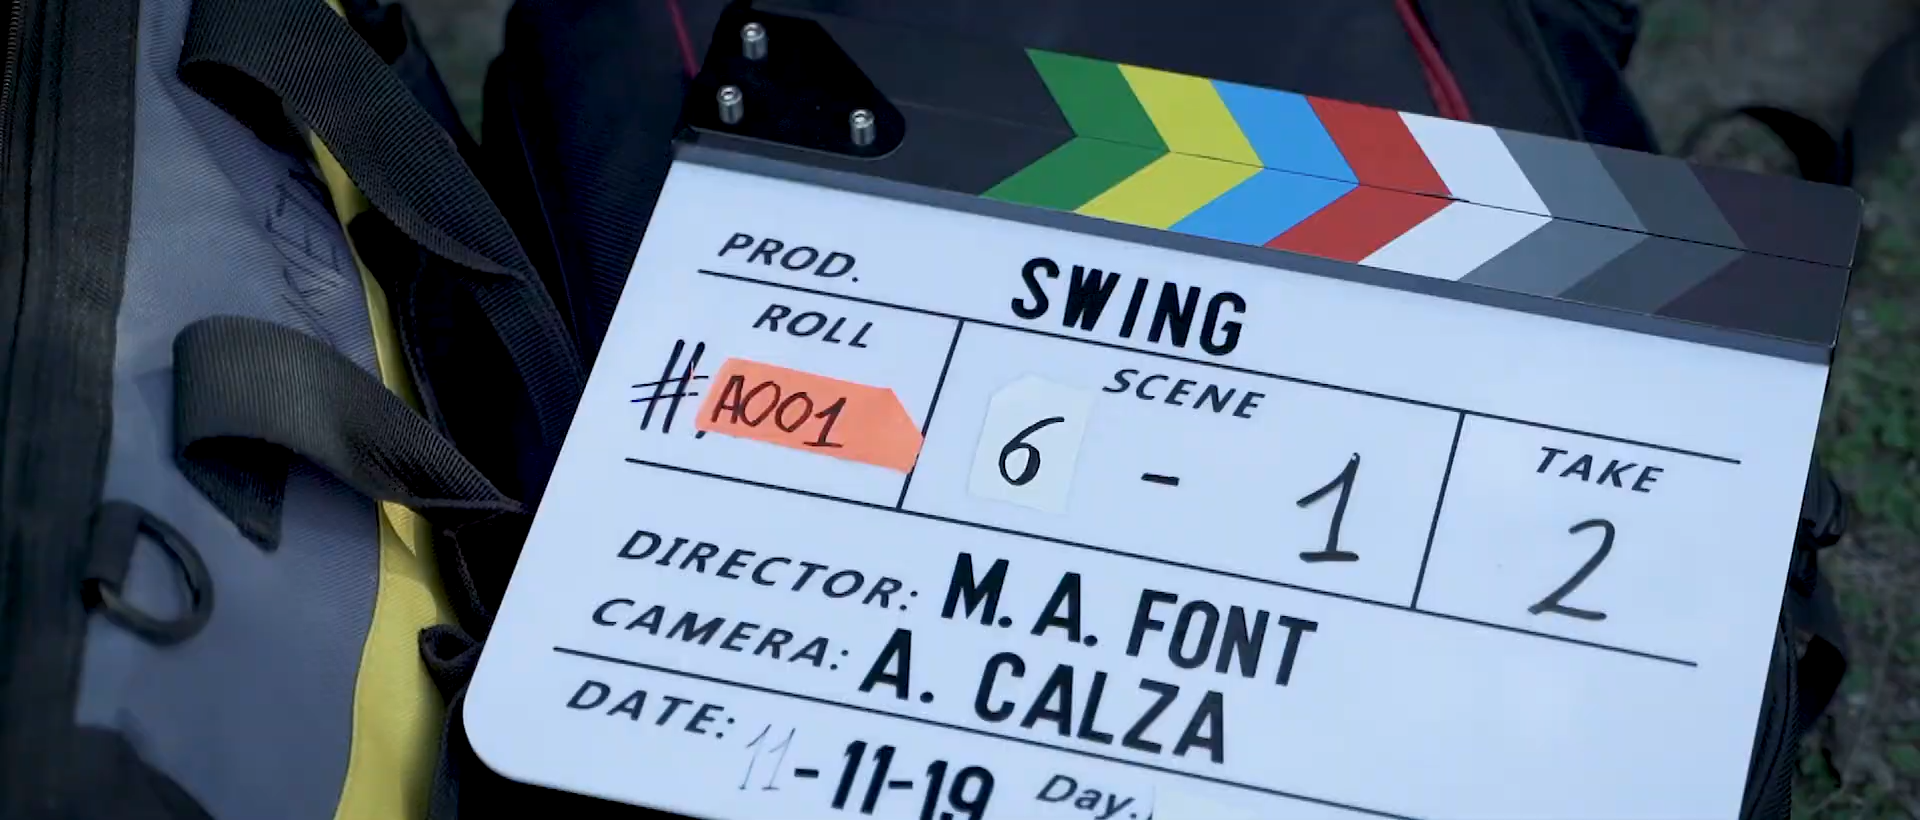 PROD. SWING
ROLL
#A001
SCENE
6 - 1
TAKE
2
DIRECTOR: M. A. FONT
CAMERA: A. CALZA
DATE: 11-11-19 Day.